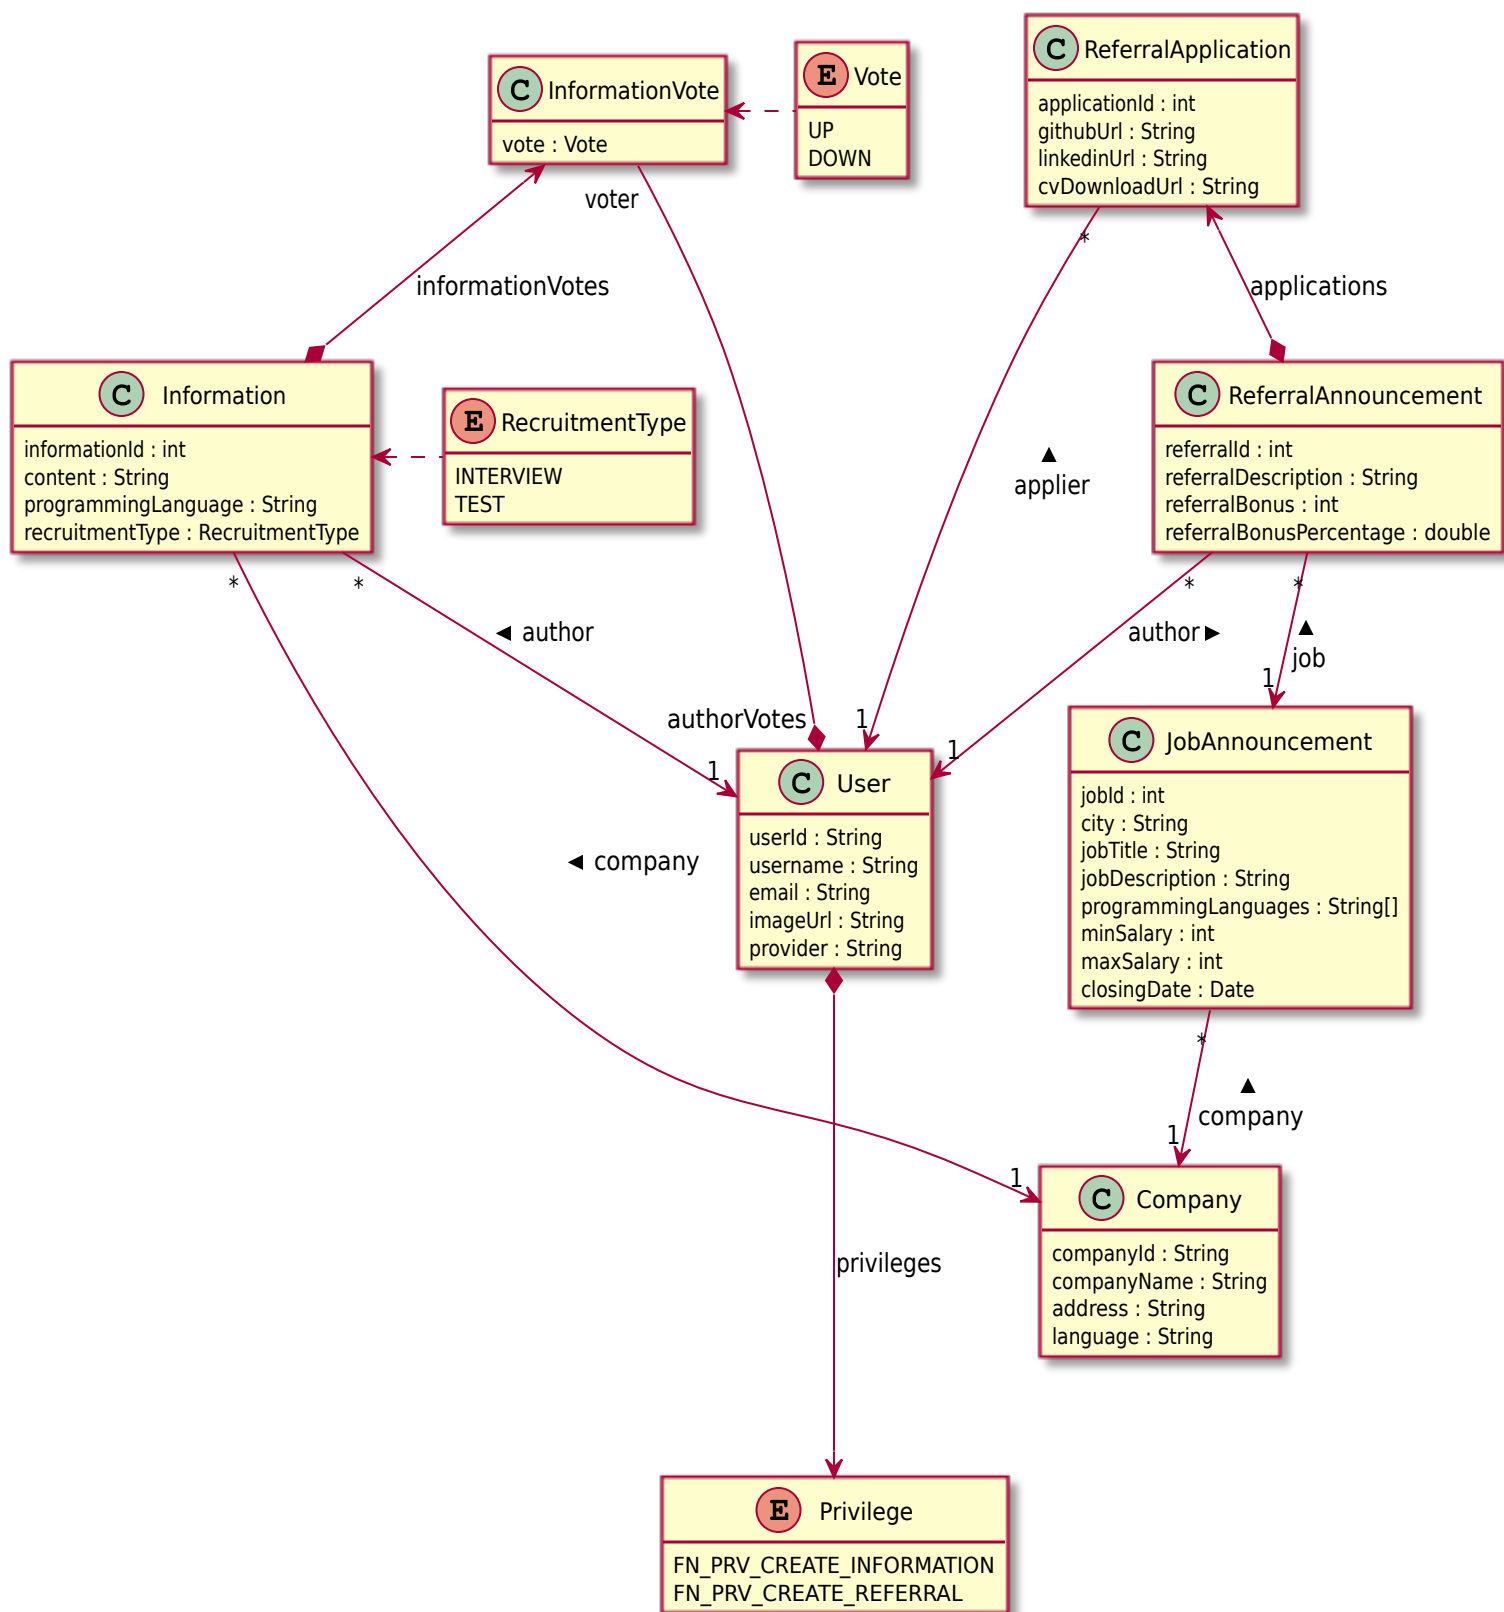 C InformationVote
vote : Vote
E Vote
UP
DOWN
C ReferralApplication
applicationId : int
githubUrl : String
linkedinUrl : String
cvDownloadUrl : String
voter
*
informationVotes
applications
C Information
informationId : int
content : String
programmingLanguage : String
recruitmentType : RecruitmentType
E RecruitmentType
INTERVIEW
TEST
▲
applier
C ReferralAnnouncement
referralId : int
referralDescription : String
referralBonus : int
referralBonusPercentage : double
*
*
*
*
◀ author
author ▶
▲
job
1
authorVotes
1
1
1
C User
userId : String
username : String
email : String
imageUrl : String
provider : String
C JobAnnouncement
jobId : int
city : String
jobTitle : String
jobDescription : String
programmingLanguages : String[]
minSalary : int
maxSalary : int
closingDate : Date
◀ company
*
▲
company
1
1
C Company
companyId : String
companyName : String
address : String
language : String
privileges
E Privilege
FN_PRV_CREATE_INFORMATION
FN_PRV_CREATE_REFERRAL